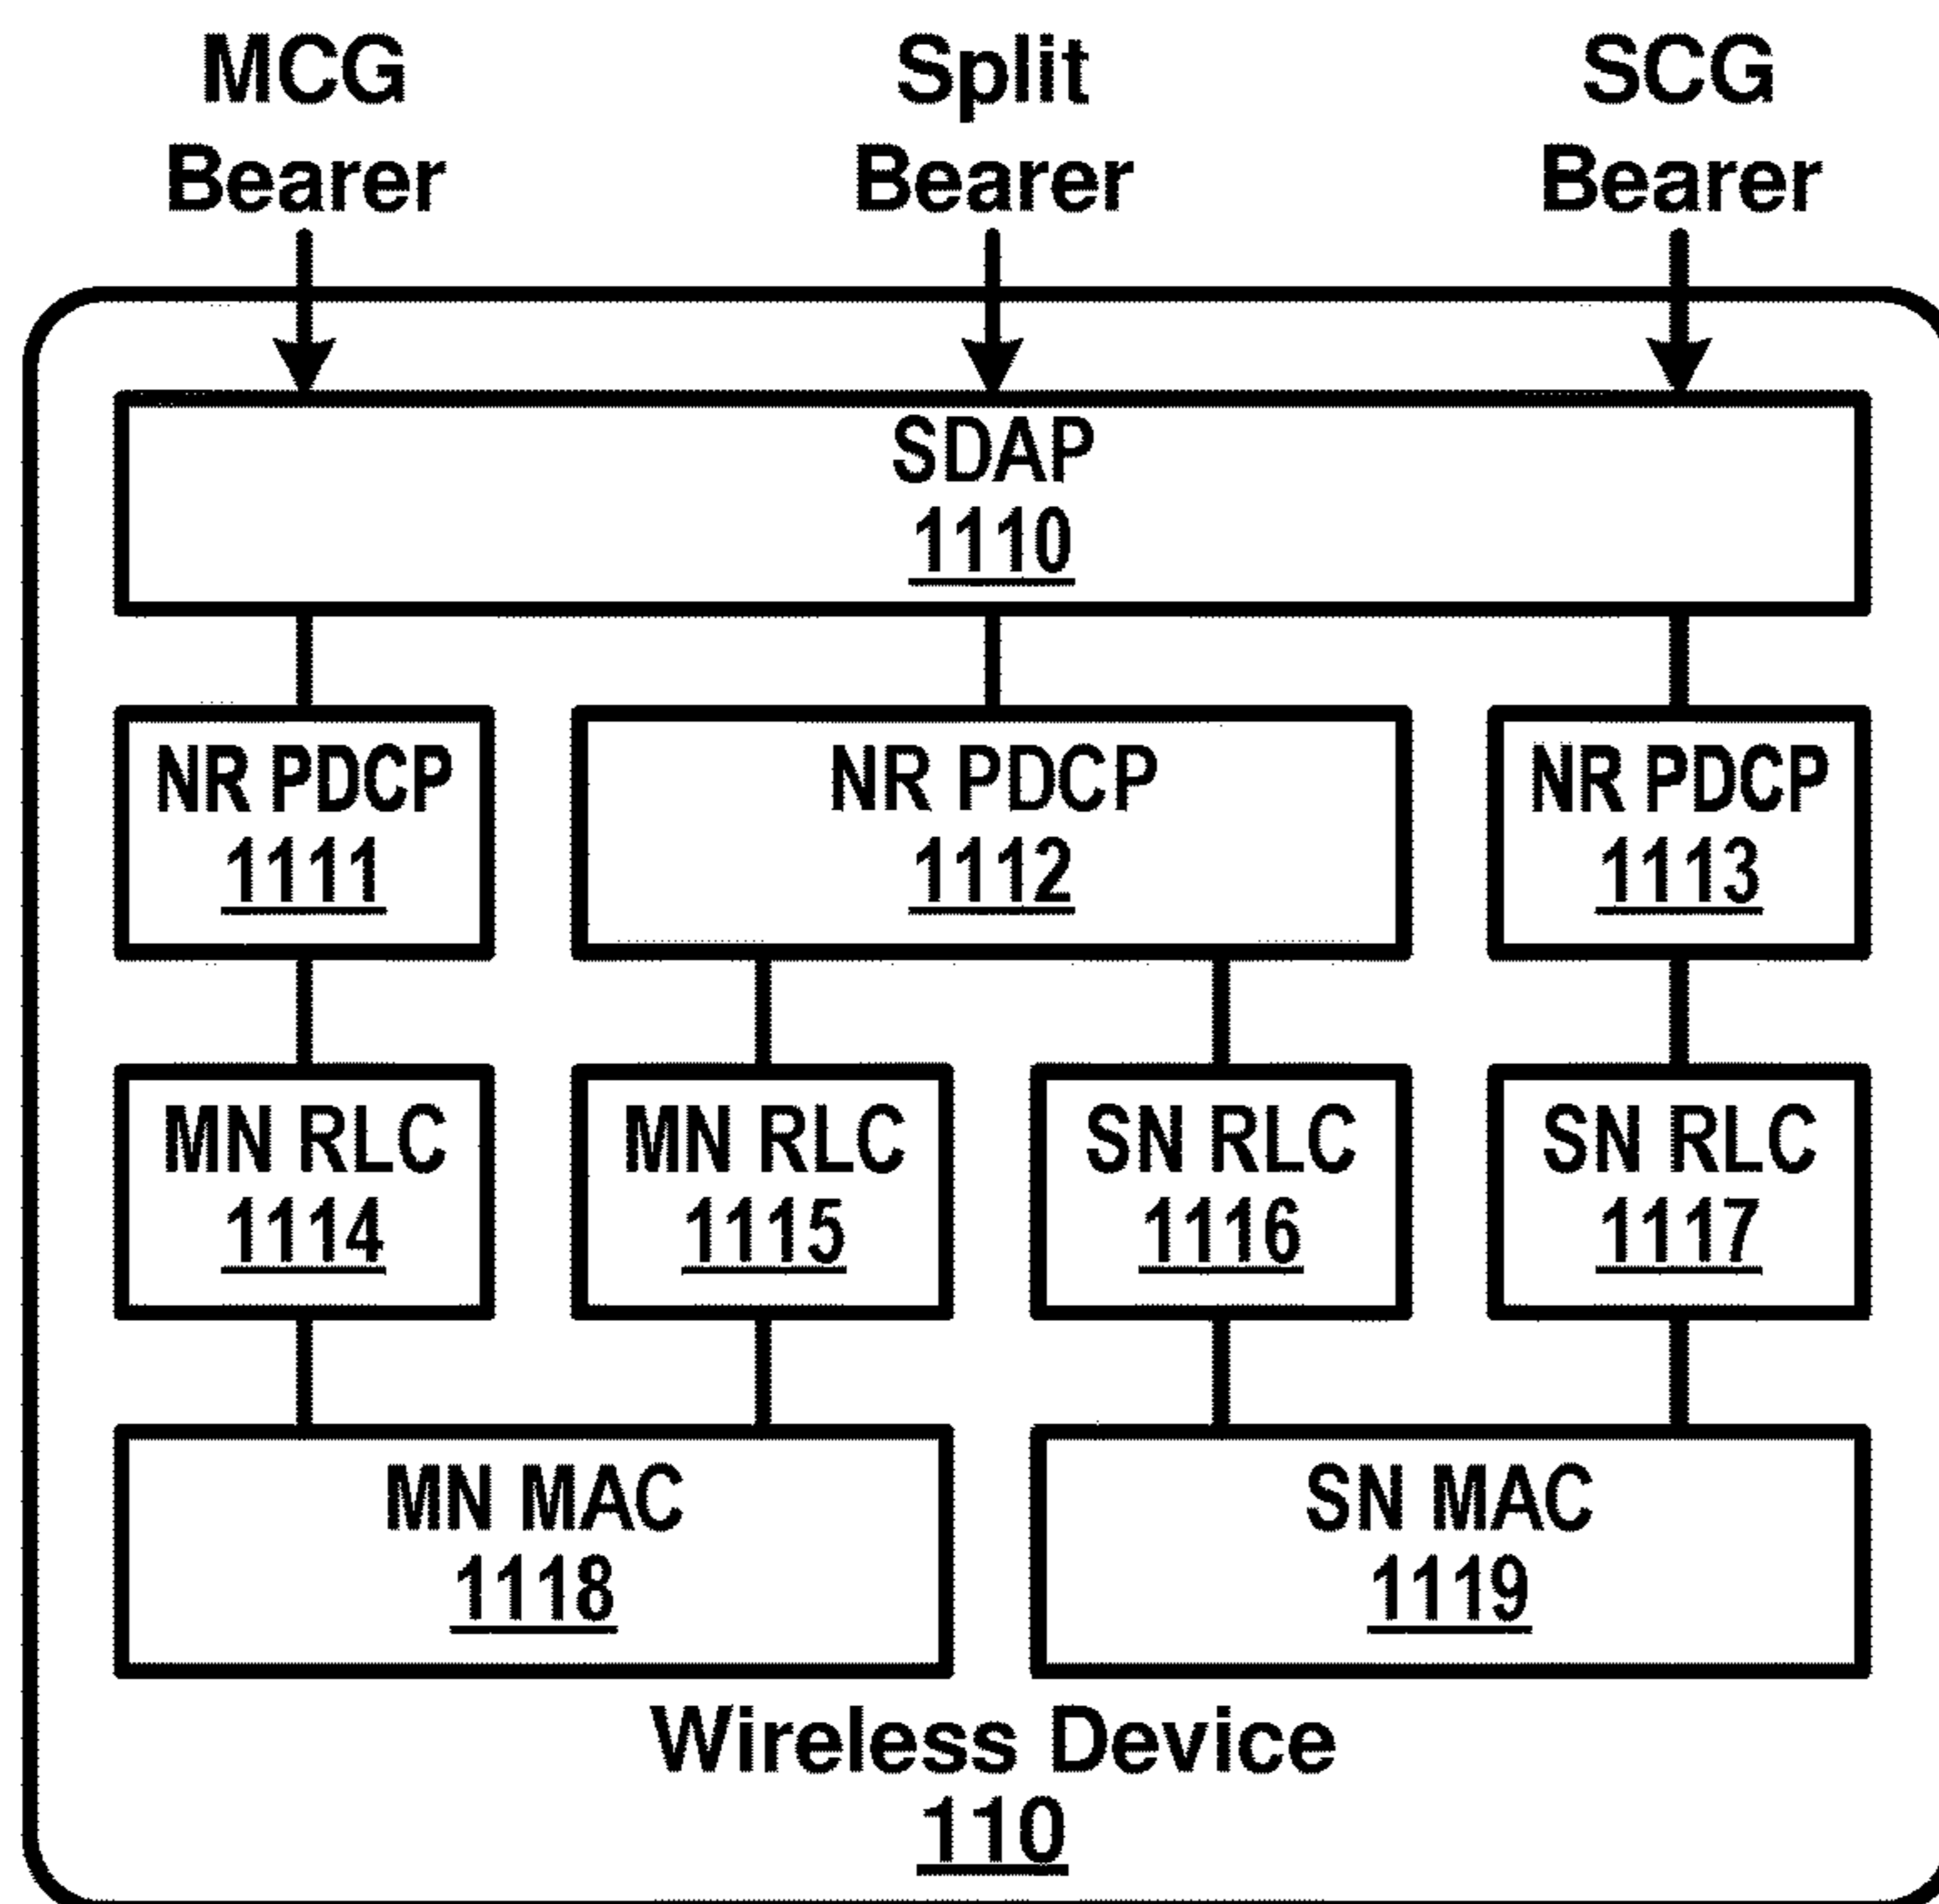 MCG Bearer
Split Bearer
SCG Bearer
SDAP
1110
NR PDCP
1111
NR PDCP
1112
NR PDCP
1113
MN RLC
1114
MN RLC
1115
SN RLC
1116
SN RLC
1117
MN MAC
1118
SN MAC
1119
Wireless Device
110